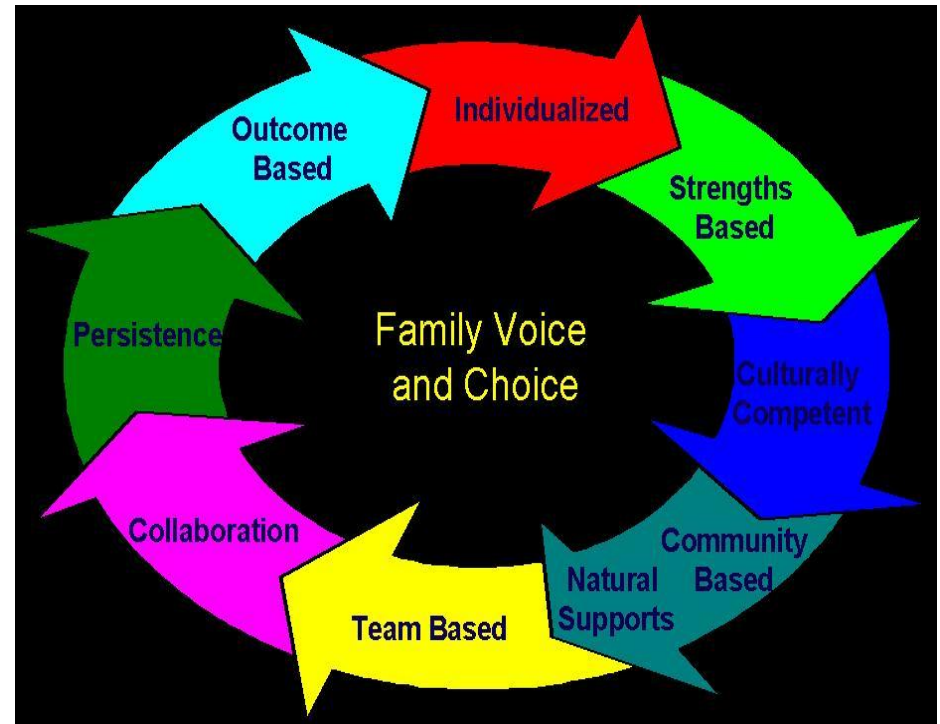 Individualized
Strengths
Based
Culturally
Competent
Community
Based
Natural
Supports
Team Based
Collaboration
Persistence
Outcome
Based
Family Voice
and Choice